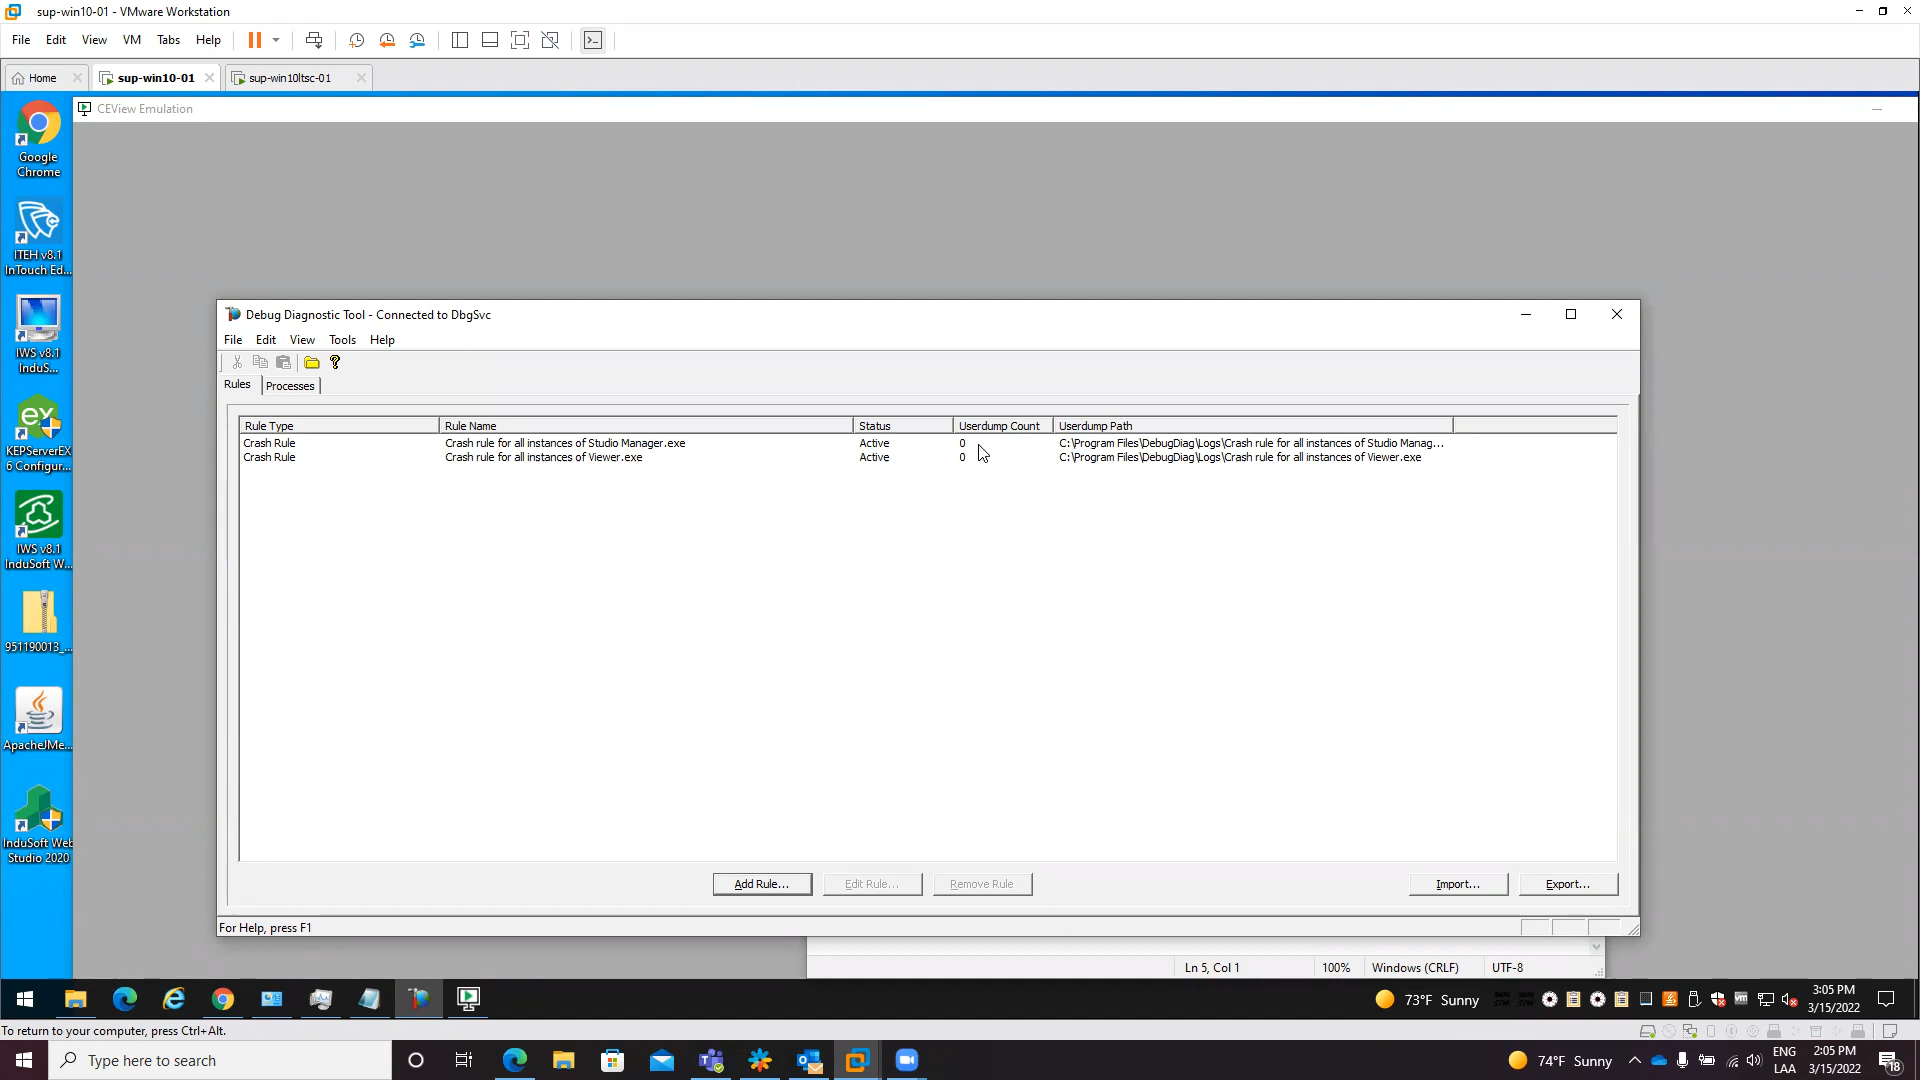 sup-win10-01 - VMware Workstation
File Edit View VM Tabs Help
Home sup-win10-01 sup-win10ltsc-01
CEView Emulation
Google
Chrome
ITEH v8.1
InTouch Ed...
IWS v8.1
InduS...
KEPServerEX
6 Configur...
IWS v8.1
InduSoft W...
951190013_...
ApacheJMe...
InduSoft Web
Studio 2020
Debug Diagnostic Tool - Connected to DbgSvc
File Edit View Tools Help
Rules Processes
Rule Type Rule Name Status Userdump Count Userdump Path
Crash Rule Crash rule for all instances of Studio Manager.exe Active 0 C:\Program Files\DebugDiag\Logs\Crash rule for all instances of Studio Manag...
Crash Rule Crash rule for all instances of Viewer.exe Active 0 C:\Program Files\DebugDiag\Logs\Crash rule for all instances of Viewer.exe
Add Rule... Edit Rule... Remove Rule Import... Export...
For Help, press F1
Ln 5, Col 1 100% Windows (CRLF) UTF-8
73°F Sunny
3:05 PM
3/15/2022
To return to your computer, press Ctrl+Alt.
Type here to search
74°F Sunny
ENG
LAA
2:05 PM
3/15/2022
18